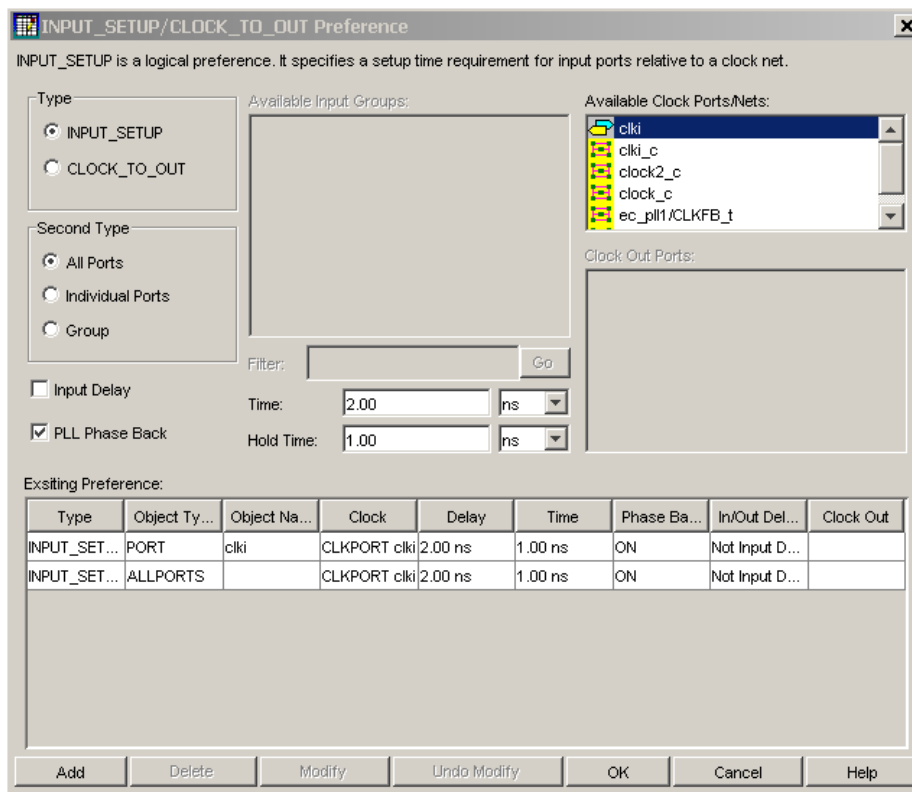 INPUT_SETUP/CLOCK_TO_OUT Preference
INPUT_SETUP is a logical preference. It specifies a setup time requirement for input ports relative to a clock net.
Type
INPUT_SETUP
CLOCK_TO_OUT
Second Type
All Ports
Individual Ports
Group
Input Delay
PLL Phase Back
Available Input Groups:
Filter:
Go
Time: 2.00 ns
Hold Time: 1.00 ns
Available Clock Ports/Nets:
clki
clki_c
clock2_c
clock_c
ec_pll1/CLKFB_t
Clock Out Ports:
Exsiting Preference:
Type Object Ty... Object Na... Clock Delay Time Phase Ba... In/Out Del... Clock Out
INPUT_SET... PORT clki CLKPORT clki 2.00 ns 1.00 ns ON Not Input D...
INPUT_SET... ALLPORTS CLKPORT clki 2.00 ns 1.00 ns ON Not Input D...
Add Delete Modify Undo Modify OK Cancel Help